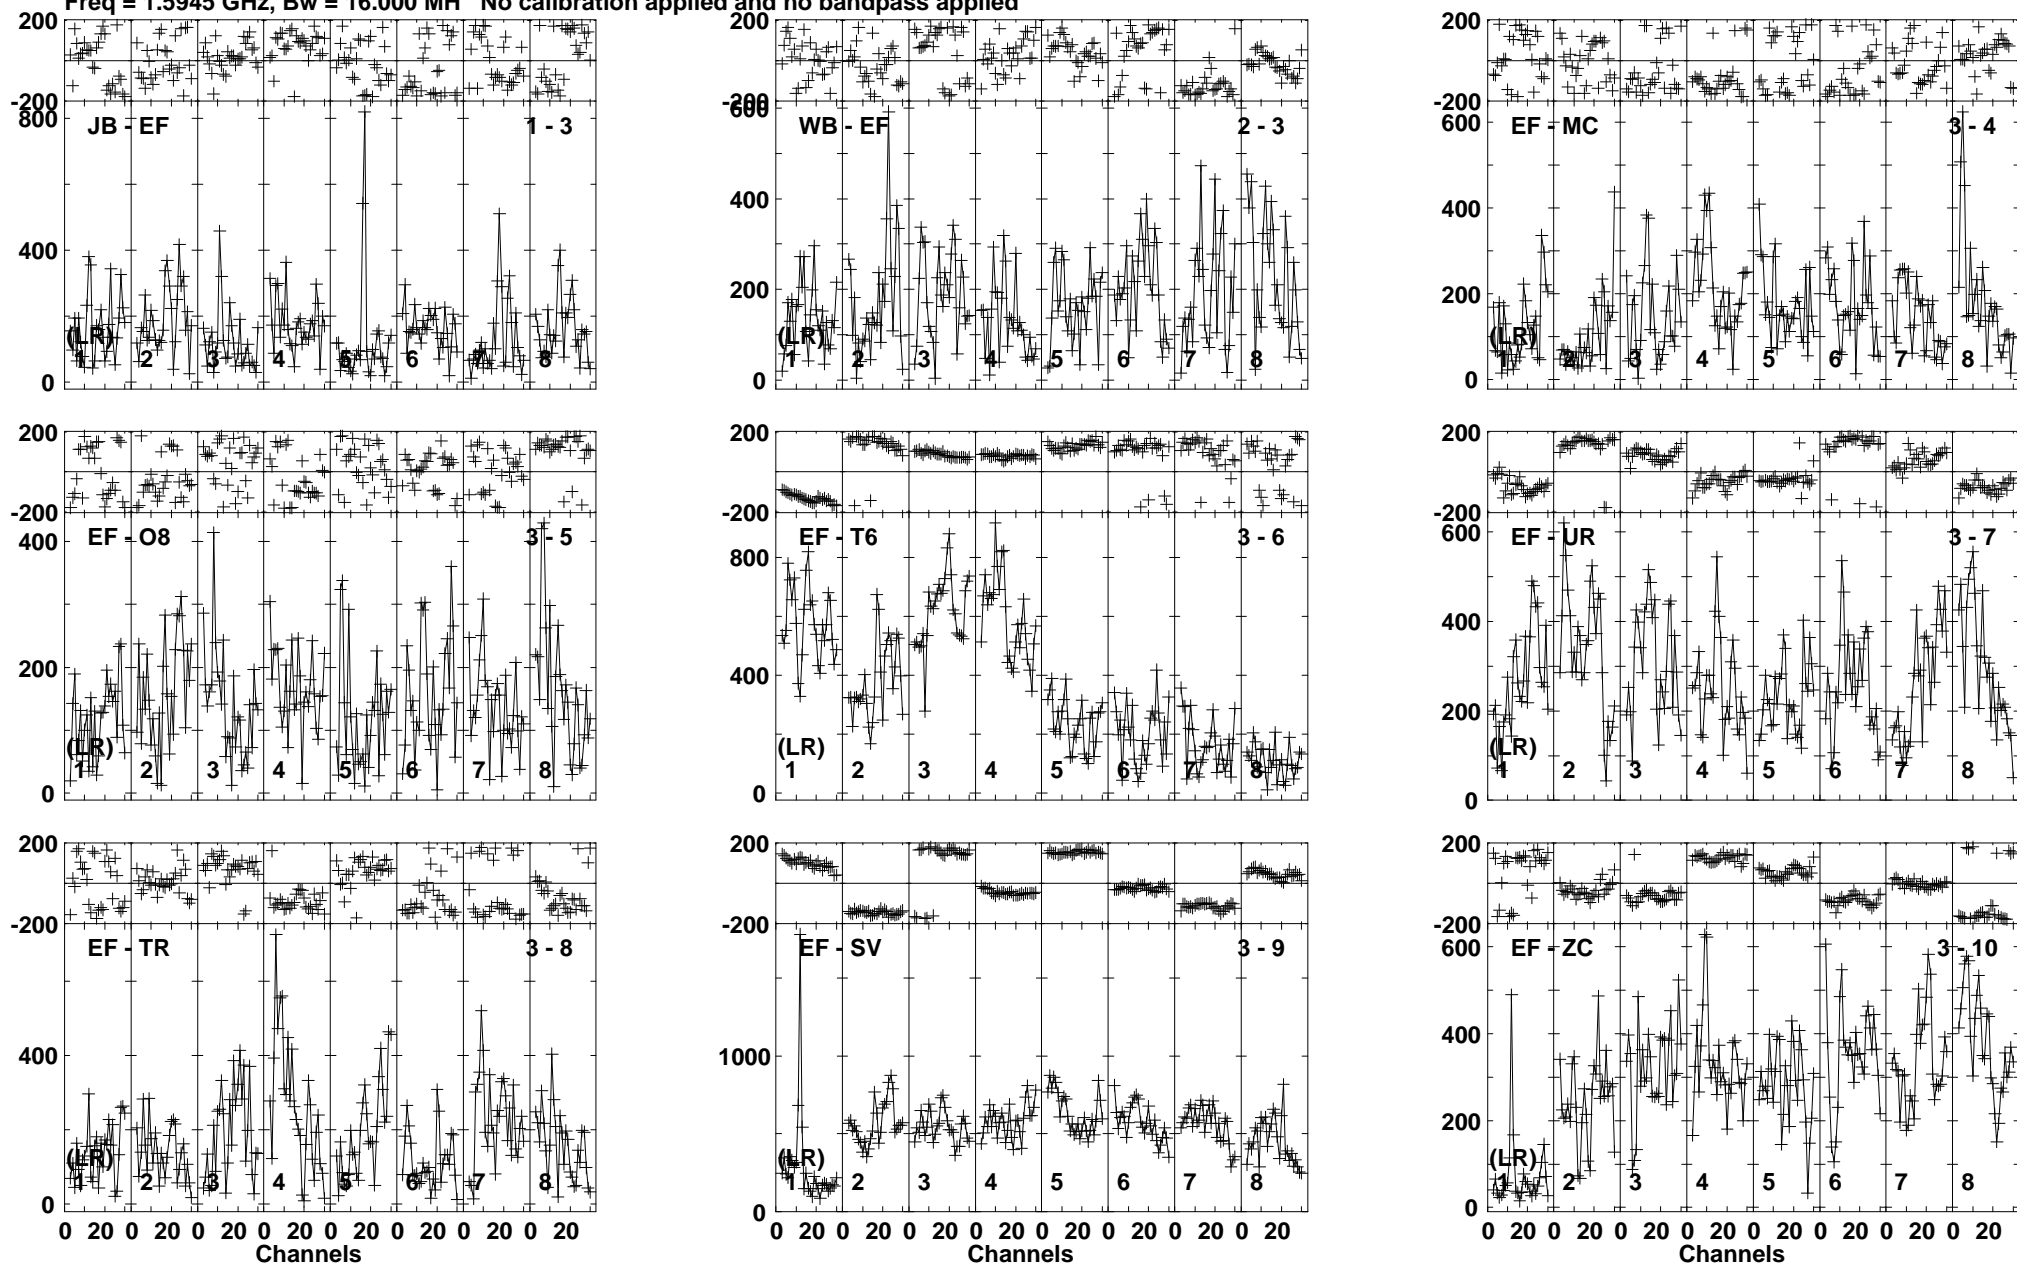 Freq = 1.5945 GHz, Bw = 16.000 MH No calibration applied and no bandpass applied
200 200 200
-200 -200 -200
800 600 600
JB - EF 1 - 3 WB - EF 2 - 3 EF - MC 3 - 4
400 400 400
200 200
(LR) (LR) (LR)
1 2 3 4 5 6 7 8 1 2 3 4 5 6 7 8 1 2 3 4 5 6 7 8
0 0 0
200 200 200
-200 -200 -200
EF - O8 3 - 5 EF - T6 3 - 6 EF - UR 3 - 7
400 800 600
400
200 400 200
(LR) (LR) (LR)
1 2 3 4 5 6 7 8 1 2 3 4 5 6 7 8 1 2 3 4 5 6 7 8
0 0 0
200 200 200
-200 -200 -200
EF - TR 3 - 8 EF - SV 3 - 9 EF - ZC 3 - 10
600
400 1000 400
200
(LR) (LR) (LR)
1 2 3 4 5 6 7 8 1 2 3 4 5 6 7 8 1 2 3 4 5 6 7 8
0 0 0
0 20 0 20 0 20 0 20 0 20 0 20 0 20 0 20 0 20 0 20 0 20 0 20 0 20 0 20 0 20 0 20 0 20 0 20 0 20 0 20 0 20 0 20 0 20 0 20
Channels Channels Channels